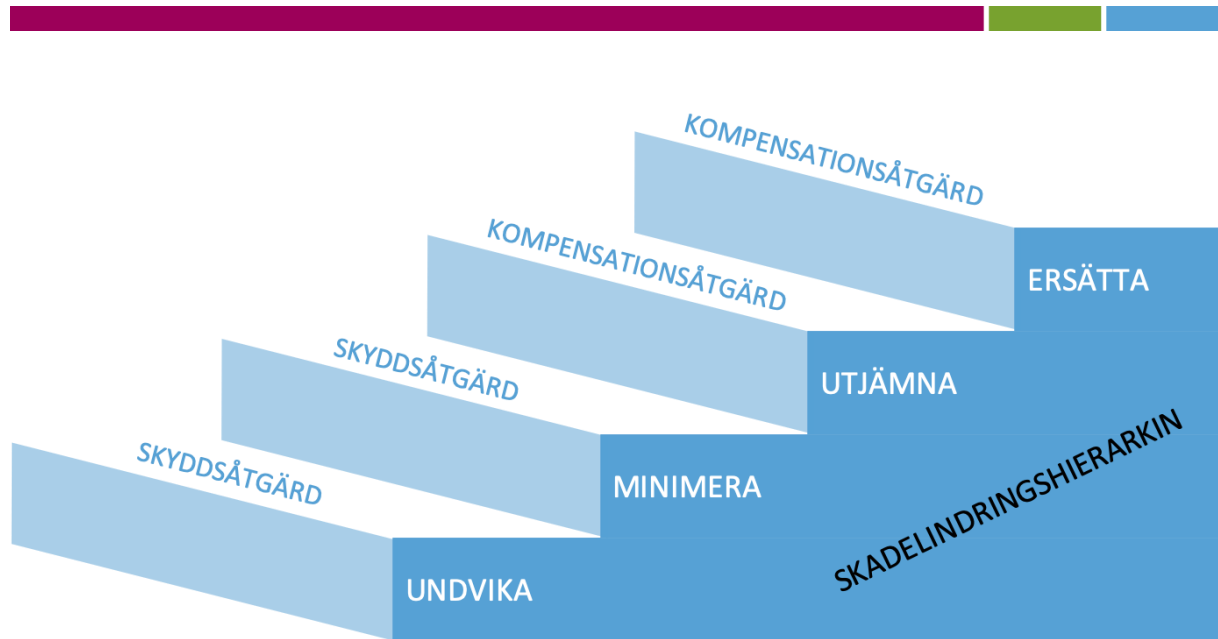 KOMPENSATIONSÅTGÄRD
ERSÄTTA
KOMPENSATIONSÅTGÄRD
UTJÄMNA
SKYDDSÅTGÄRD
MINIMERA
SKYDDSÅTGÄRD
UNDVIKA
SKADELINDRINGSHIERARKIN